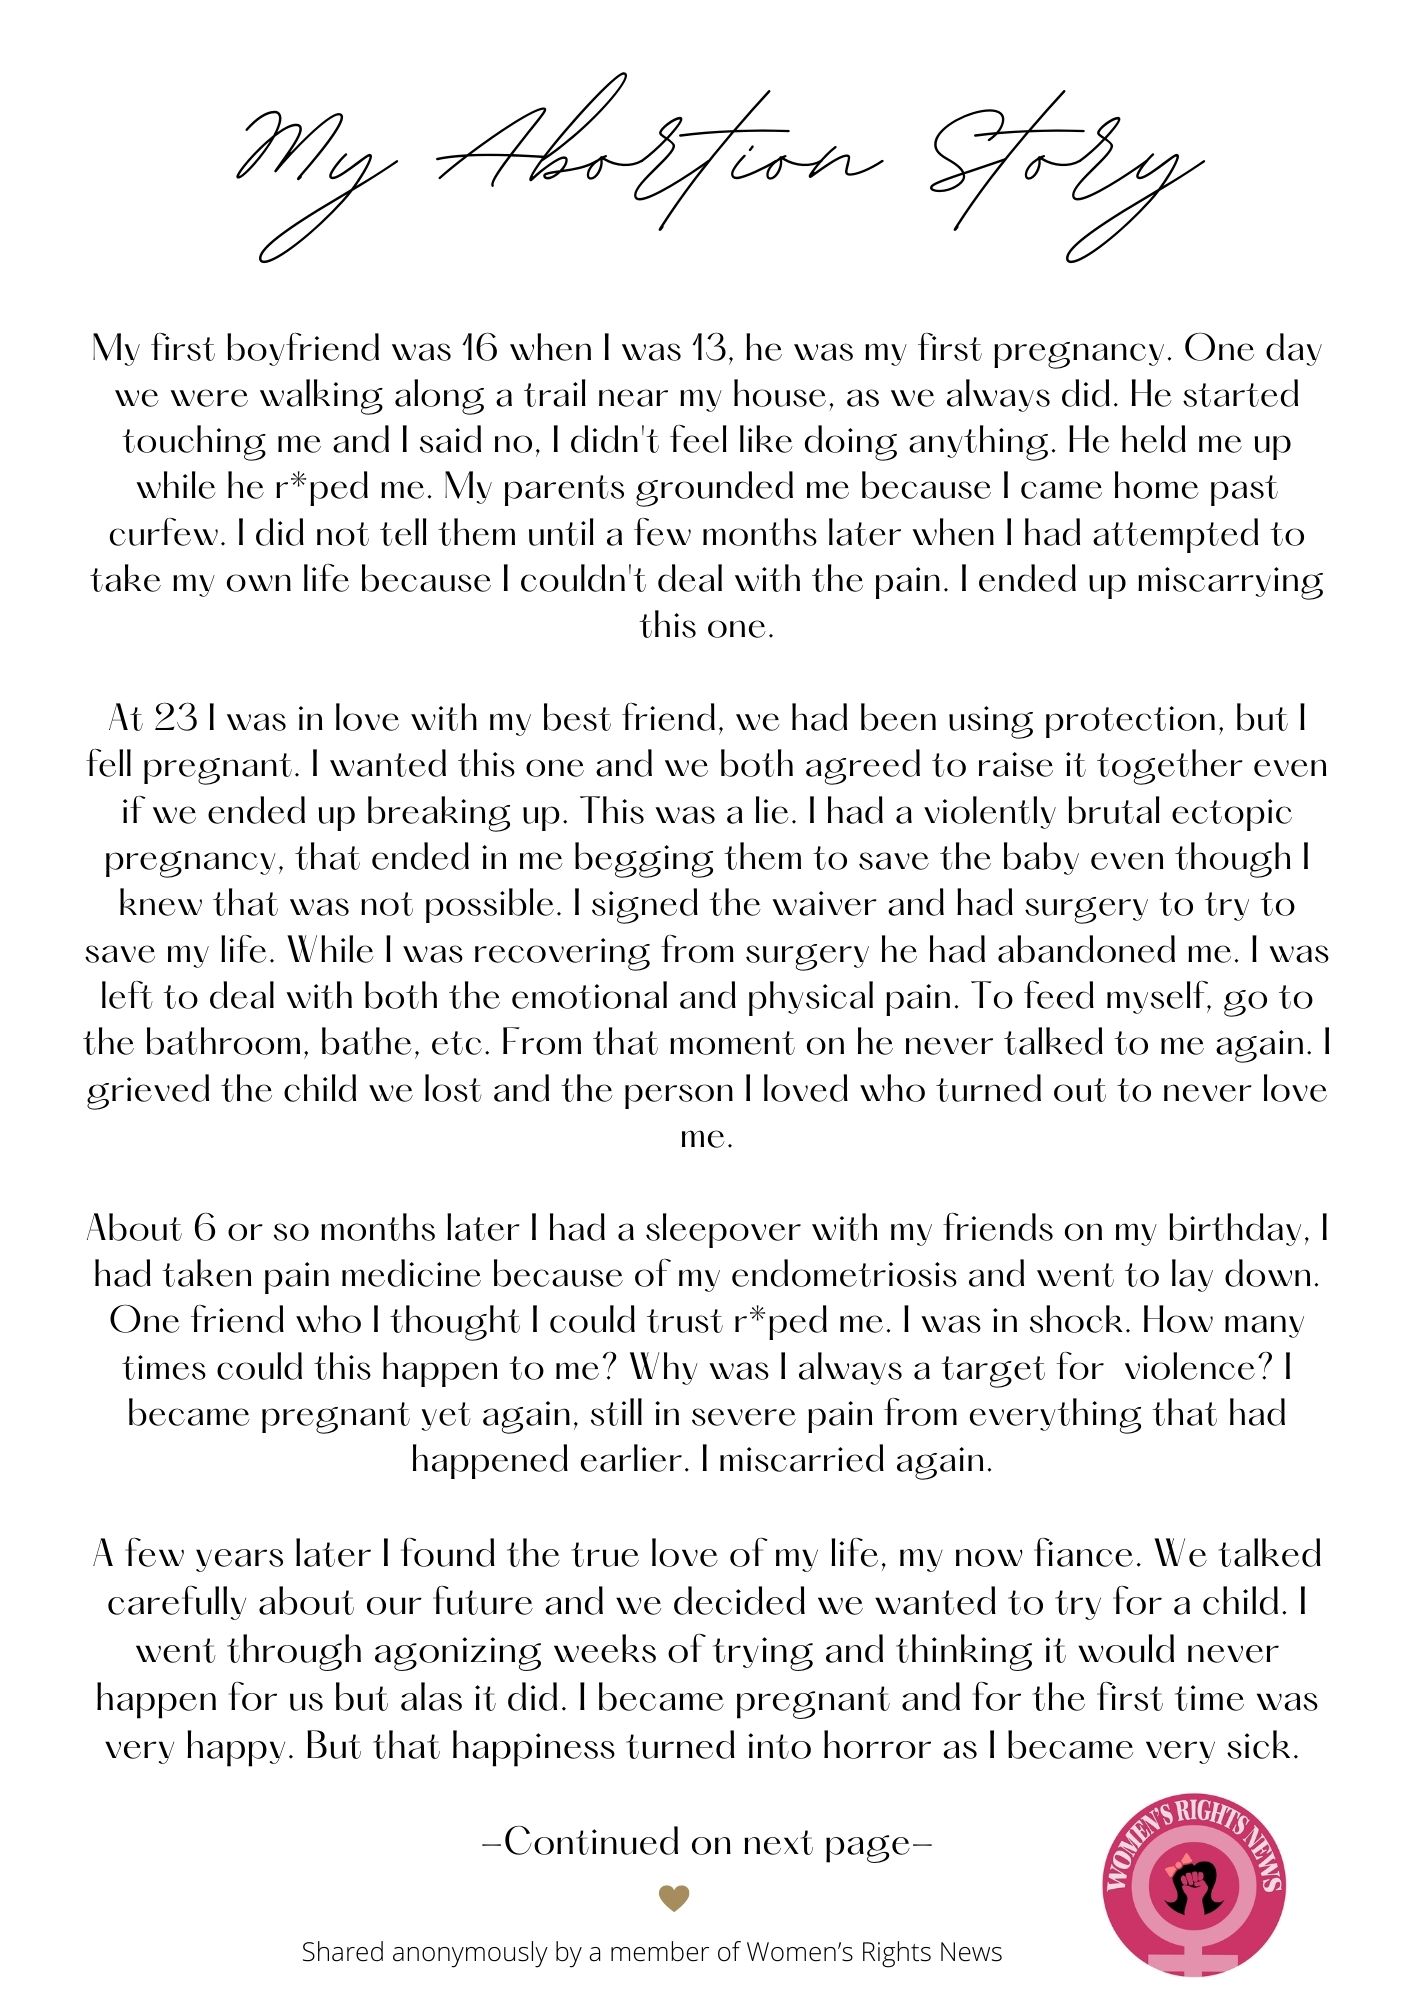 My Abortion Story
My first boyfriend was 16 when I was 13, he was my first pregnancy. One day
we were walking along a trail near my house, as we always did. He started
touching me and I said no, I didn't feel like doing anything. He held me up
while he r*ped me. My parents grounded me because I came home past
curfew. I did not tell them until a few months later when I had attempted to
take my own life because I couldn't deal with the pain. I ended up miscarrying
this one.
At 23 I was in love with my best friend, we had been using protection, but I
fell pregnant. I wanted this one and we both agreed to raise it together even
if we ended up breaking up. This was a lie. I had a violently brutal ectopic
pregnancy, that ended in me begging them to save the baby even though I
knew that was not possible. I signed the waiver and had surgery to try to
save my life. While I was recovering from surgery he had abandoned me. I was
left to deal with both the emotional and physical pain. To feed myself, go to
the bathroom, bathe, etc. From that moment on he never talked to me again. I
grieved the child we lost and the person I loved who turned out to never love
me.
About 6 or so months later I had a sleepover with my friends on my birthday, I
had taken pain medicine because of my endometriosis and went to lay down.
One friend who I thought I could trust r*ped me. I was in shock. How many
times could this happen to me? Why was I always a target for violence? I
became pregnant yet again, still in severe pain from everything that had
happened earlier. I miscarried again.
A few years later I found the true love of my life, my now fiance. We talked
carefully about our future and we decided we wanted to try for a child. I
went through agonizing weeks of trying and thinking it would never
happen for us but alas it did. I became pregnant and for the first time was
very happy. But that happiness turned into horror as I became very sick.
-Continued on next page-
Shared anonymously by a member of Women's Rights News
WOMEN'S RIGHTS NEWS